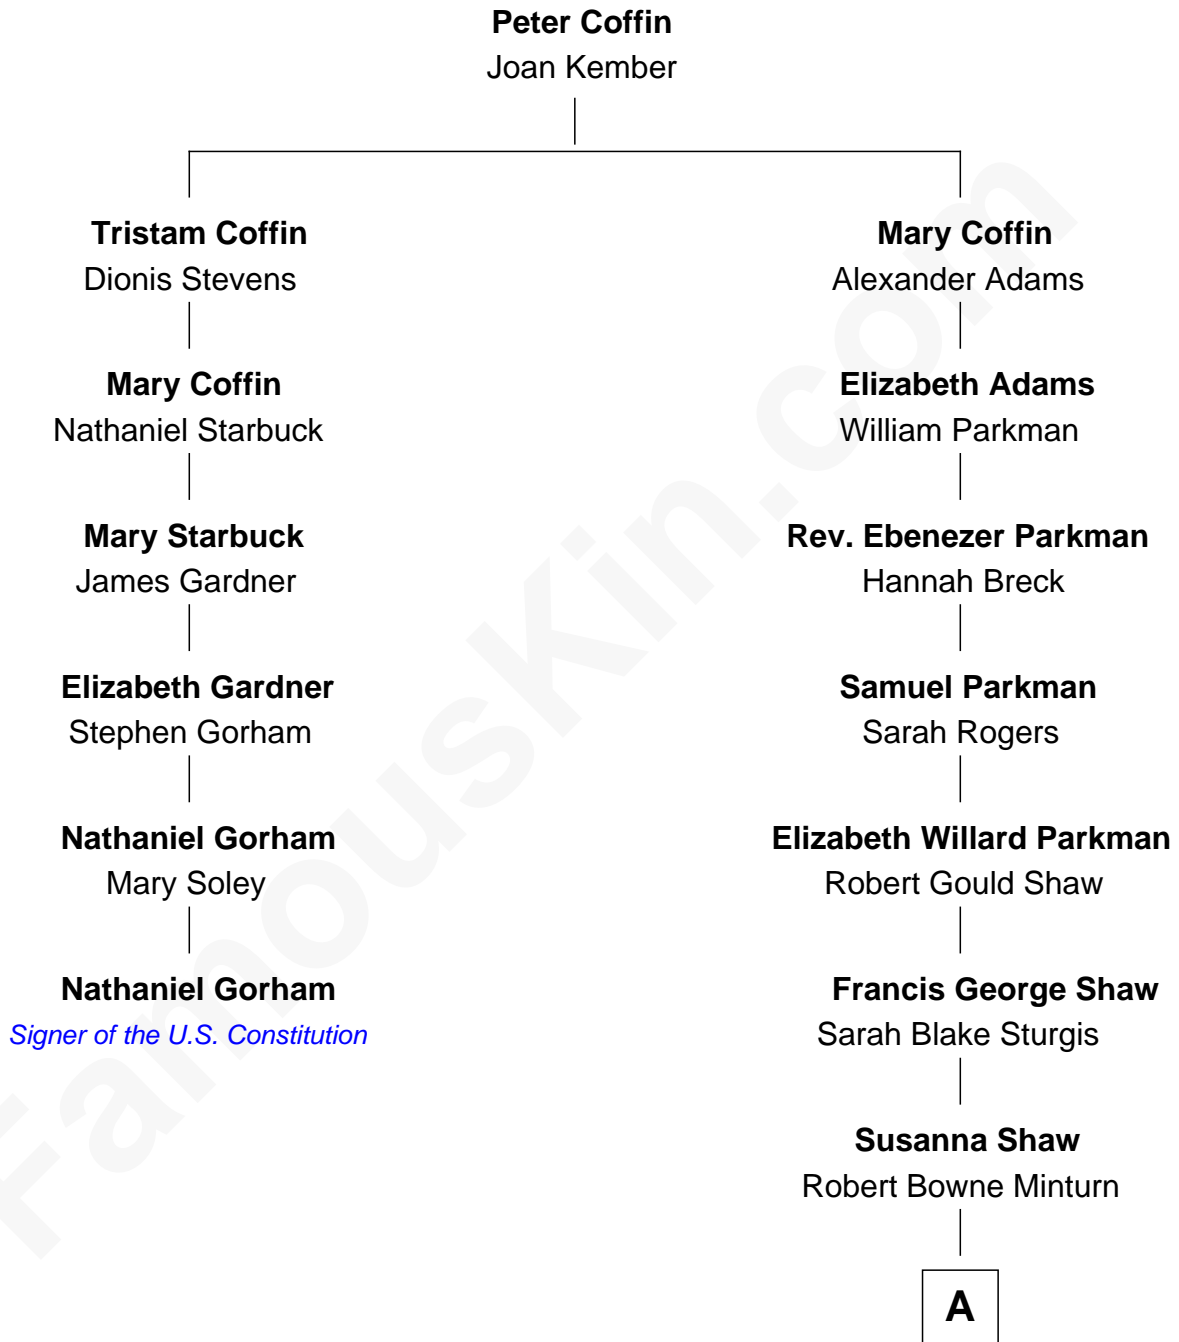 Peter Coffin
Joan Kember
Tristam Coffin
Dionis Stevens
Mary Coffin
Nathaniel Starbuck
Mary Starbuck
James Gardner
Elizabeth Gardner
Stephen Gorham
Nathaniel Gorham
Mary Soley
Nathaniel Gorham
Signer of the U.S. Constitution
Mary Coffin
Alexander Adams
Elizabeth Adams
William Parkman
Rev. Ebenezer Parkman
Hannah Breck
Samuel Parkman
Sarah Rogers
Elizabeth Willard Parkman
Robert Gould Shaw
Francis George Shaw
Sarah Blake Sturgis
Susanna Shaw
Robert Bowne Minturn
A
FamousKin.com